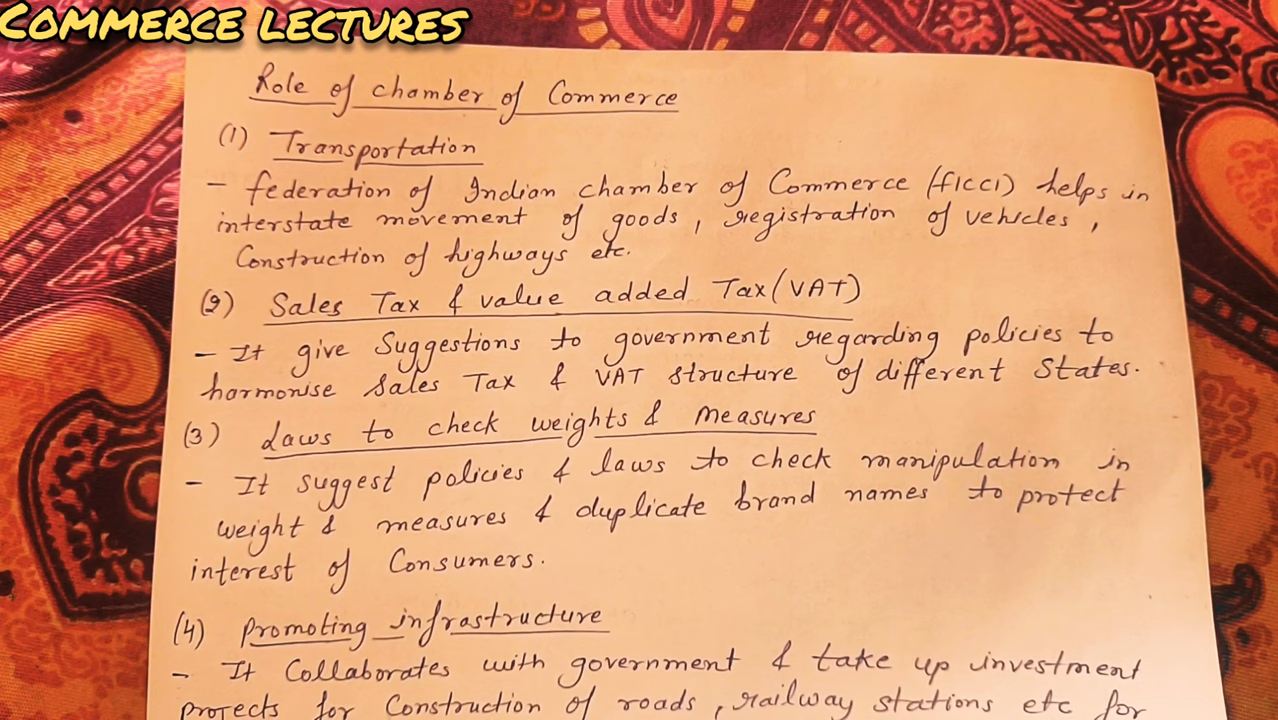 COMMERCE LECTURES
Role of chamber of Commerce
(1) Transportation
- federation of Indian chamber of Commerce (fICCI) helps in
interstate movement of goods, registration of vehicles,
Construction of highways etc.
(2) Sales Tax & value added Tax (VAT)
- It give Suggestions to government regarding policies to
harmonise Sales Tax & VAT structure of different States.
(3) Laws to check weights & measures
- It suggest policies & laws to check manipulation in
weight & measures & duplicate brand names to protect
interest of Consumers.
(4) Promoting infrastructure
- It Collaborates with government & take up investment
projects for Construction of roads, railway stations etc for